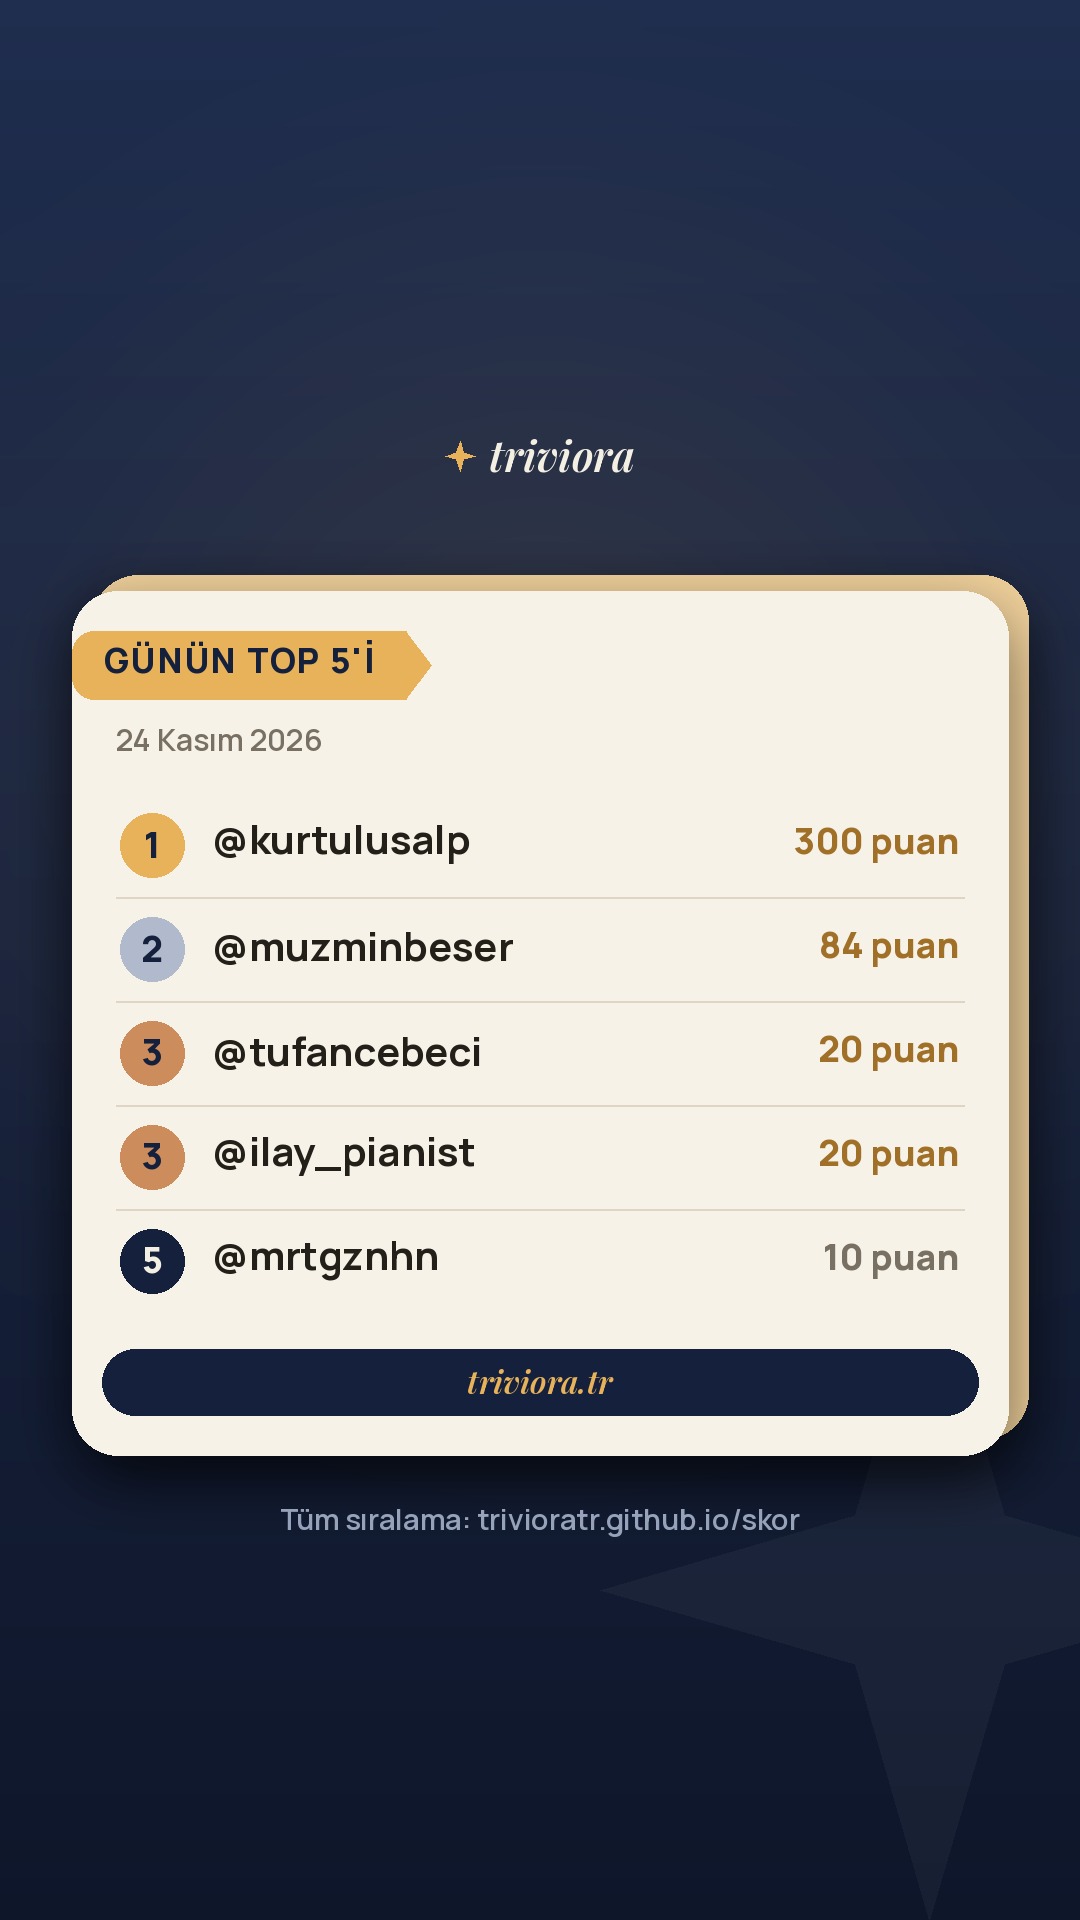 triviora
GÜNÜN TOP 5'İ
24 Kasım 2026
1 @kurtulusalp 300 puan
2 @muzminbeser 84 puan
3 @tufancebeci 20 puan
3 @ilay_pianist 20 puan
5 @mrtgznhn 10 puan
triviora.tr
Tüm sıralama: trivioratr.github.io/skor